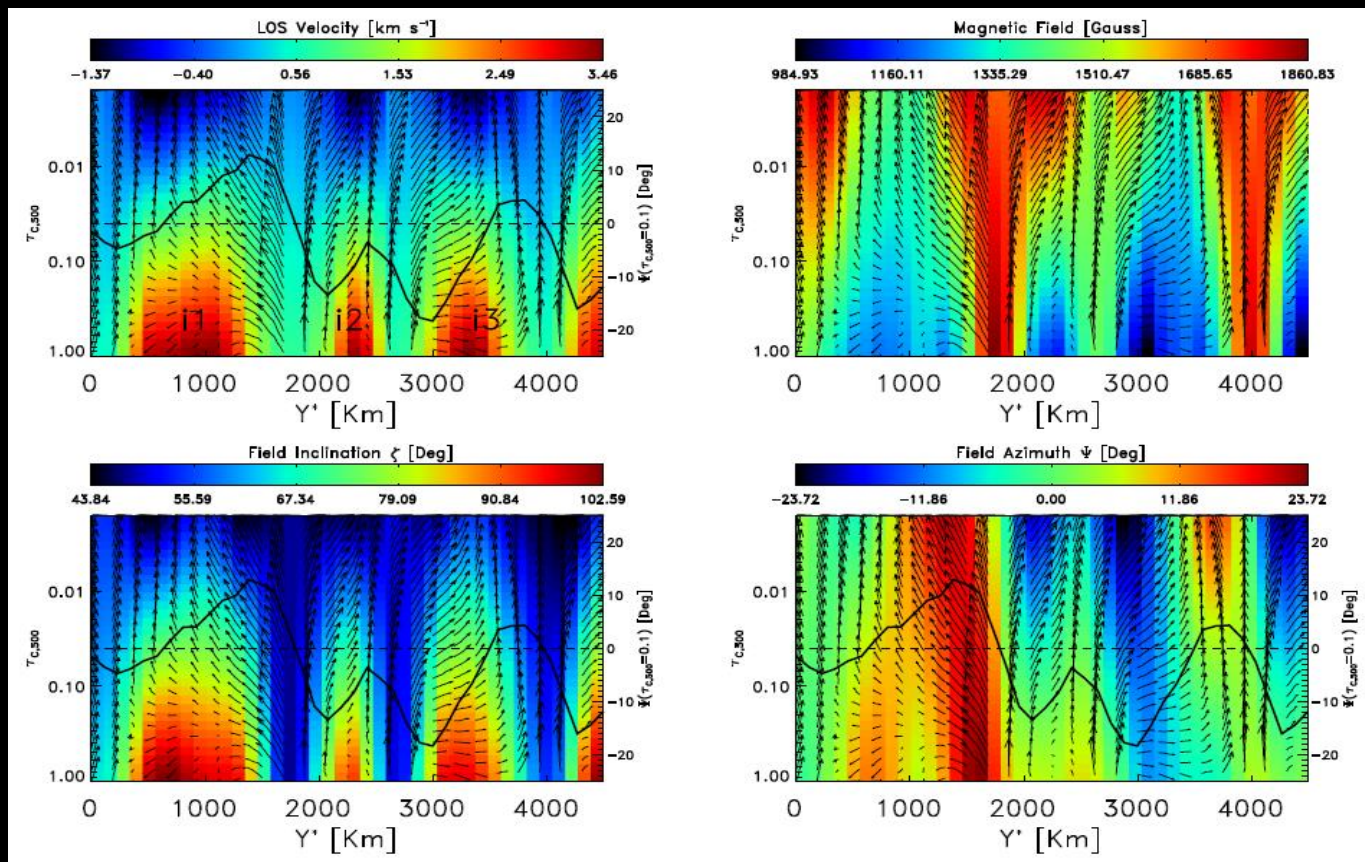 LOS Velocity [km s⁻¹]
−1.37 −0.40 0.56 1.53 2.49 3.46
0.01
0.10
1.00
τC,500
20
10
0
−10
−20
Ψ(τC,500=0.1) [Deg]
i1 i2 i3
0 1000 2000 3000 4000
Y' [Km]
Magnetic Field [Gauss]
984.93 1160.11 1335.29 1510.47 1685.65 1860.83
0.01
0.10
1.00
τC,500
0 1000 2000 3000 4000
Y' [Km]
Field Inclination ζ [Deg]
43.84 55.59 67.34 79.09 90.84 102.59
0.01
0.10
1.00
τC,500
20
10
0
−10
−20
Ψ(τC,500=0.1) [Deg]
0 1000 2000 3000 4000
Y' [Km]
Field Azimuth Ψ [Deg]
−23.72 −11.86 0.00 11.86 23.72
0.01
0.10
1.00
τC,500
20
10
0
−10
−20
Ψ(τC,500=0.1) [Deg]
0 1000 2000 3000 4000
Y' [Km]